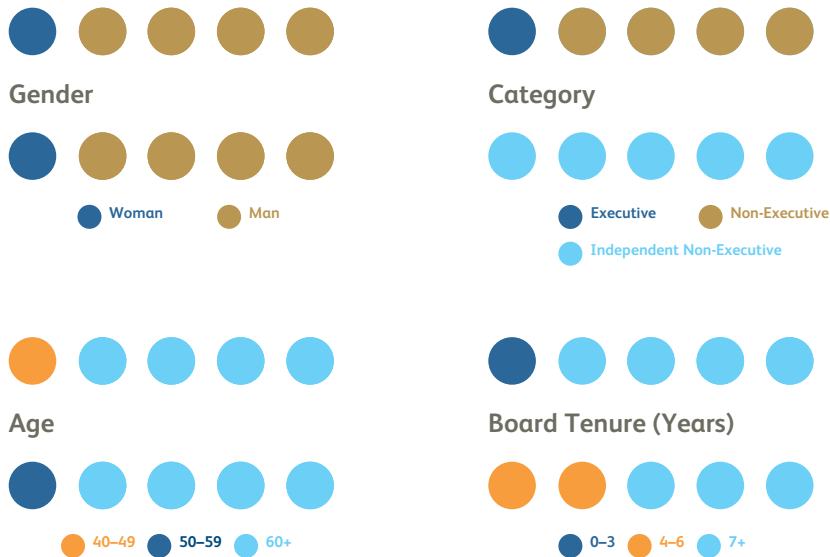 Gender
Category
Woman
Man
Executive
Non-Executive
Independent Non-Executive
Age
Board Tenure (Years)
40–49
50–59
60+
0–3
4–6
7+